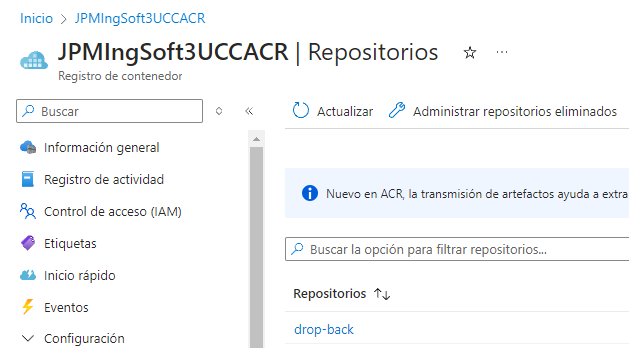 Inicio > JPMIngSoft3UCCACR
JPMIngSoft3UCCACR | Repositorios
Registro de contenedor
Buscar
Actualizar
Administrar repositorios eliminados
Información general
Registro de actividad
Control de acceso (IAM)
Etiquetas
Inicio rápido
Eventos
Configuración
Nuevo en ACR, la transmisión de artefactos ayuda a extra
Buscar la opción para filtrar repositorios...
Repositorios
drop-back